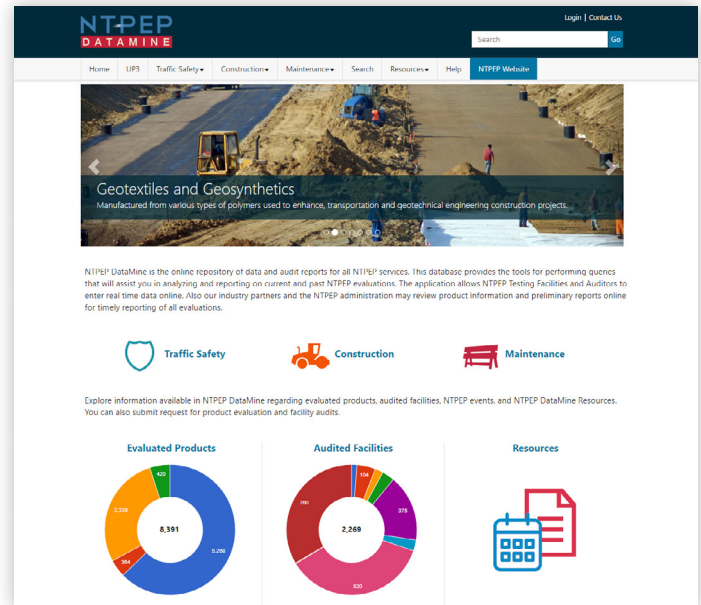 NTPEP
DATAMINE
Login | Contact Us
Search
Go
Home UP3 Traffic Safety Construction Maintenance Search Resources Help NTPEP Website
Geotextiles and Geosynthetics
Manufactured from various types of polymers used to enhance, transportation and geotechnical engineering construction projects.
NTPEP DataMine is the online repository of data and audit reports for all NTPEP services. This database provides the tools for performing queries
that will assist you in analyzing and reporting on current and past NTPEP evaluations. The application allows NTPEP Testing Facilities and Auditors to
enter real time data online. Also our industry partners and the NTPEP administration may review product information and preliminary reports online
for timely reporting of all evaluations.
Traffic Safety
Construction
Maintenance
Explore information available in NTPEP DataMine regarding evaluated products, audited facilities, NTPEP events, and NTPEP DataMine Resources.
You can also submit request for product evaluation and facility audits.
Evaluated Products
420
8,391
Audited Facilities
104
376
2,269
820
Resources